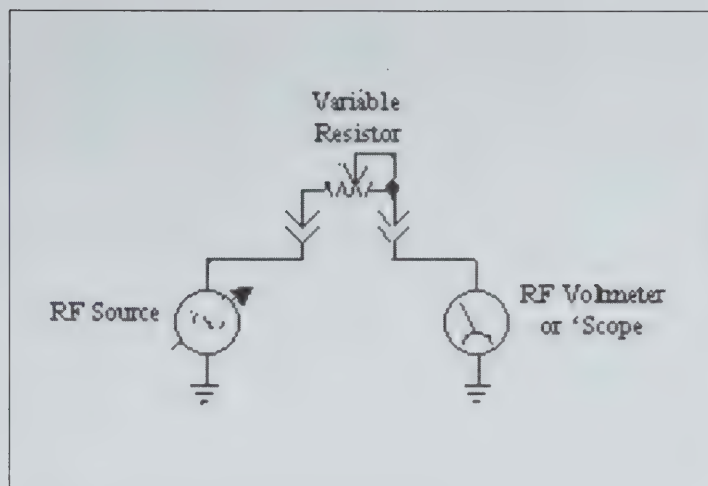 Variable
Resistor
RF Source
RF Voltmeter
or ‘Scope